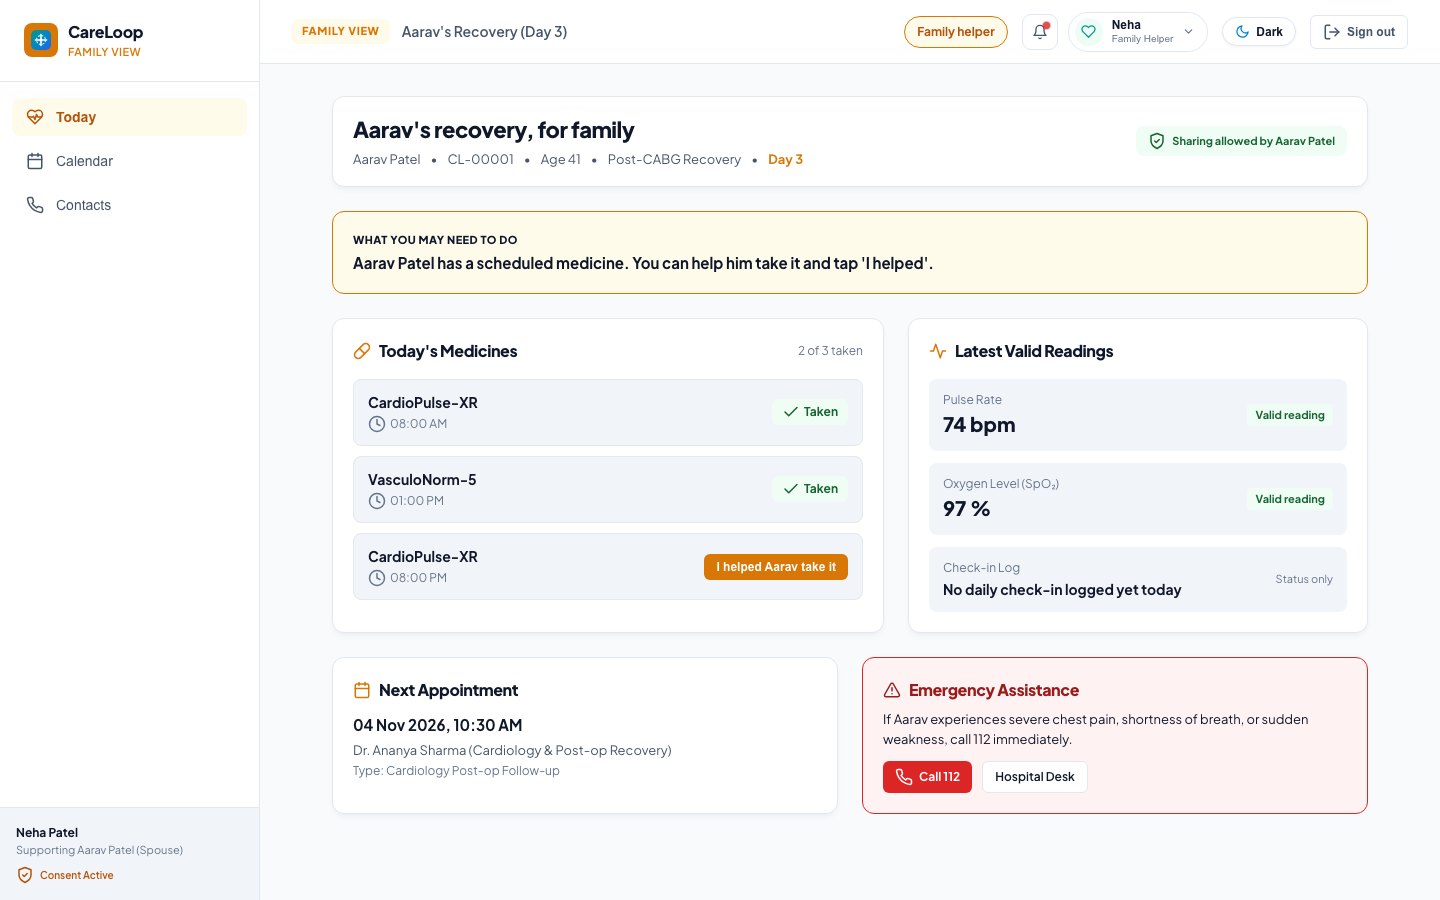 CareLoop
FAMILY VIEW
Today
Calendar
Contacts
Neha Patel
Supporting Aarav Patel (Spouse)
Consent Active
FAMILY VIEW
Aarav's Recovery (Day 3)
Family helper
Neha
Family Helper
Dark
Sign out
Aarav's recovery, for family
Aarav Patel • CL-00001 • Age 41 • Post-CABG Recovery • Day 3
Sharing allowed by Aarav Patel
WHAT YOU MAY NEED TO DO
Aarav Patel has a scheduled medicine. You can help him take it and tap 'I helped'.
Today's Medicines
2 of 3 taken
CardioPulse-XR
08:00 AM
Taken
VasculoNorm-5
01:00 PM
Taken
CardioPulse-XR
08:00 PM
I helped Aarav take it
Latest Valid Readings
Pulse Rate
74 bpm
Valid reading
Oxygen Level (SpO₂)
97 %
Valid reading
Check-in Log
No daily check-in logged yet today
Status only
Next Appointment
04 Nov 2026, 10:30 AM
Dr. Ananya Sharma (Cardiology & Post-op Recovery)
Type: Cardiology Post-op Follow-up
Emergency Assistance
If Aarav experiences severe chest pain, shortness of breath, or sudden
weakness, call 112 immediately.
Call 112
Hospital Desk